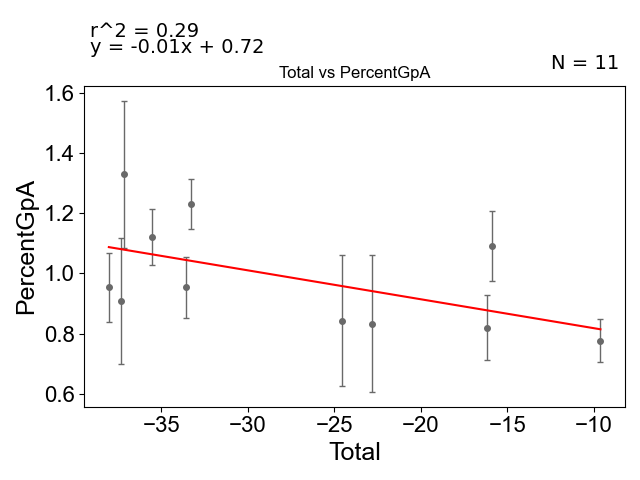 r^2 = 0.29
y = -0.01x + 0.72
N = 11
Total vs PercentGpA
PercentGpA
1.6
1.4
1.2
1.0
0.8
0.6
−35
−30
−25
−20
−15
−10
Total